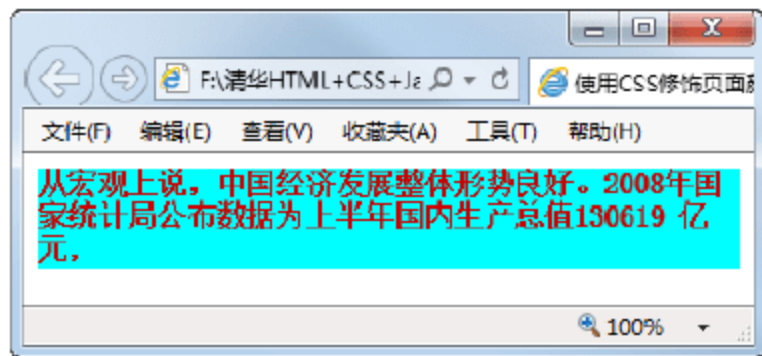 F:\清华HTML+CSS+Ja
使用CSS修饰页面
文件(F) 编辑(E) 查看(V) 收藏夹(A) 工具(T) 帮助(H)
从宏观上说，中国经济发展整体形势良好。2008年国
家统计局公布数据为上半年国内生产总值130619 亿
元，
100%